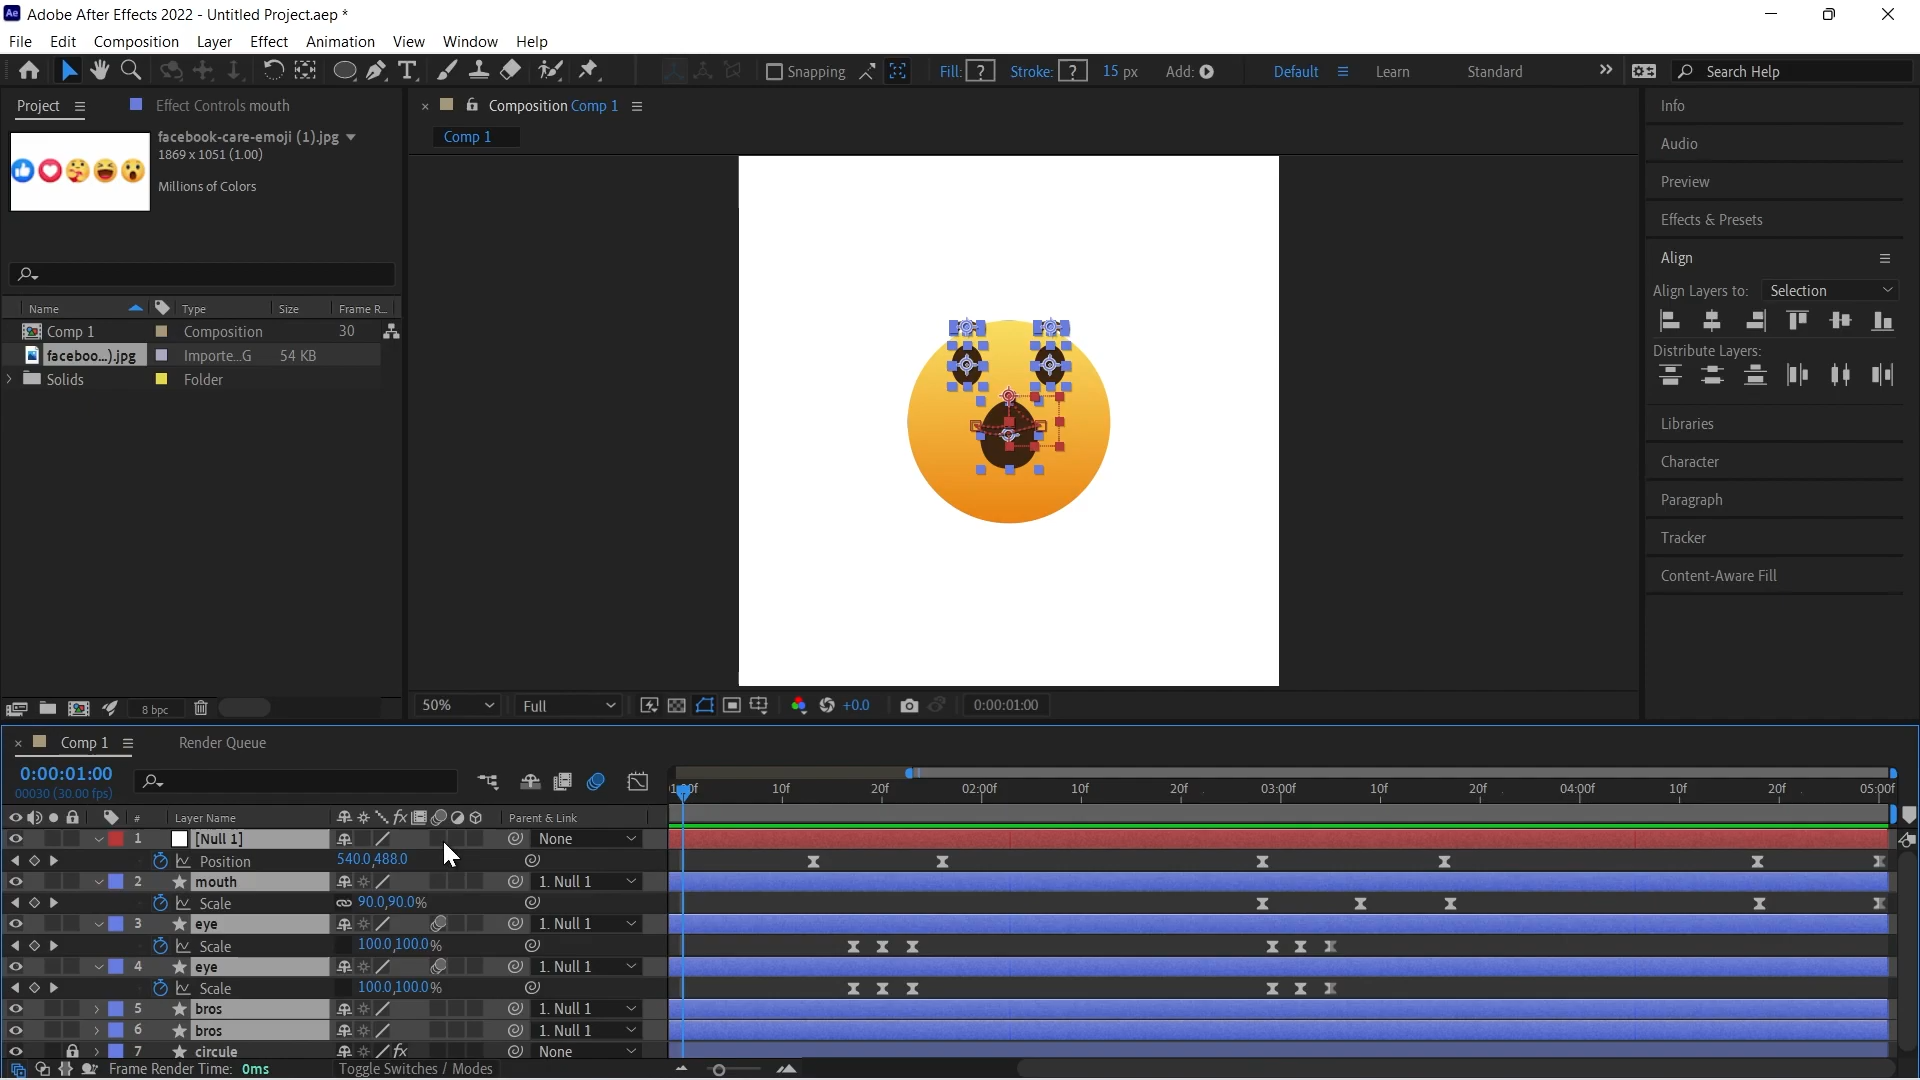 Adobe After Effects 2022 - Untitled Project.aep *
File Edit Composition Layer Effect Animation View Window Help
Snapping Fill: ? Stroke: ? 15 px Add: Default Learn Standard Search Help
Project Effect Controls mouth
facebook-care-emoji (1).jpg
1869 x 1051 (1.00)
Millions of Colors
Name Type Size Frame R...
Comp 1 Composition 30
faceboo...).jpg Importe...G 54 KB
Solids Folder
8 bpc
Composition Comp 1
Comp 1
50% Full +0.0 0:00:01:00
Info
Audio
Preview
Effects & Presets
Align
Align Layers to: Selection
Distribute Layers:
Libraries
Character
Paragraph
Tracker
Content-Aware Fill
Comp 1 Render Queue
0:00:01:00
00030 (30.00 fps)
10f 20f 02:00f 10f 20f 03:00f 10f 20f 04:00f 10f 20f 05:00f
# Layer Name Parent & Link
1 [Null 1] None
Position 540.0,488.0
2 mouth 1. Null 1
Scale 90.0,90.0%
3 eye 1. Null 1
Scale 100.0,100.0%
4 eye 1. Null 1
Scale 100.0,100.0%
5 bros 1. Null 1
6 bros 1. Null 1
7 circule None
Frame Render Time: 0ms Toggle Switches / Modes